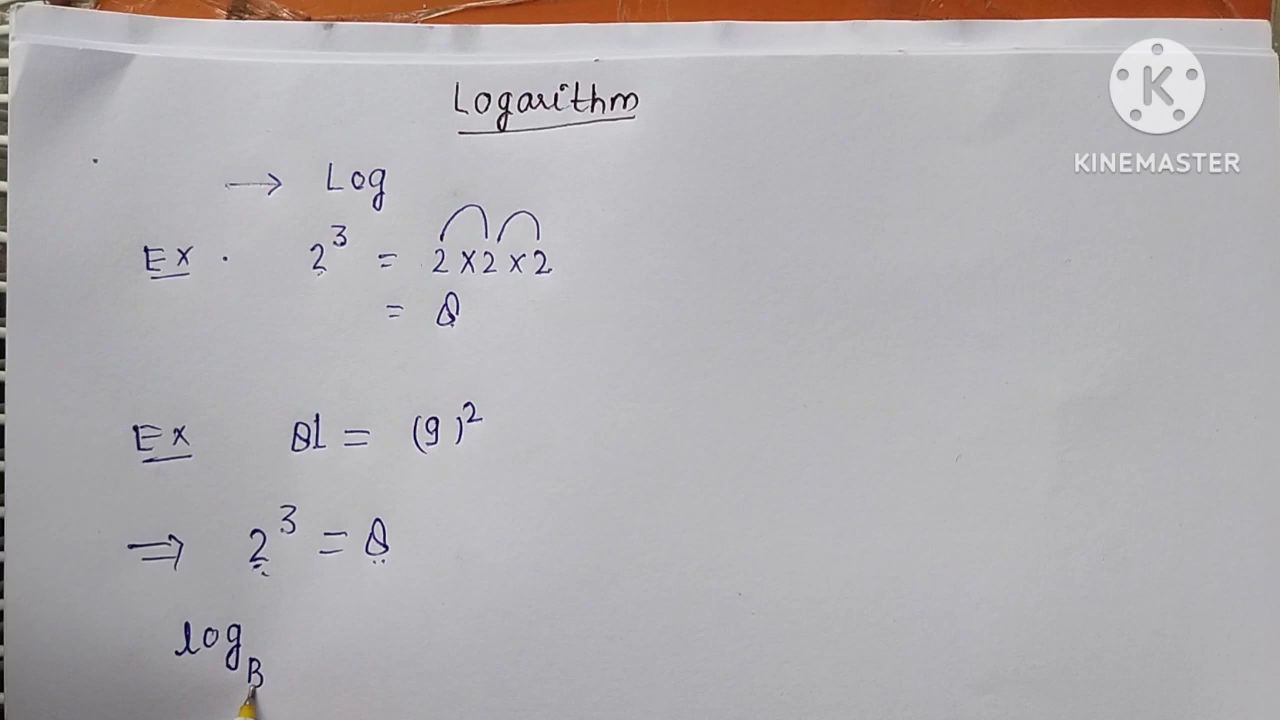 Logarithm
KINEMASTER
→ Log
Ex . 2³ = 2×2×2
= 8
Ex 81 = (9)²
⇒ 2³ = 8
log_B